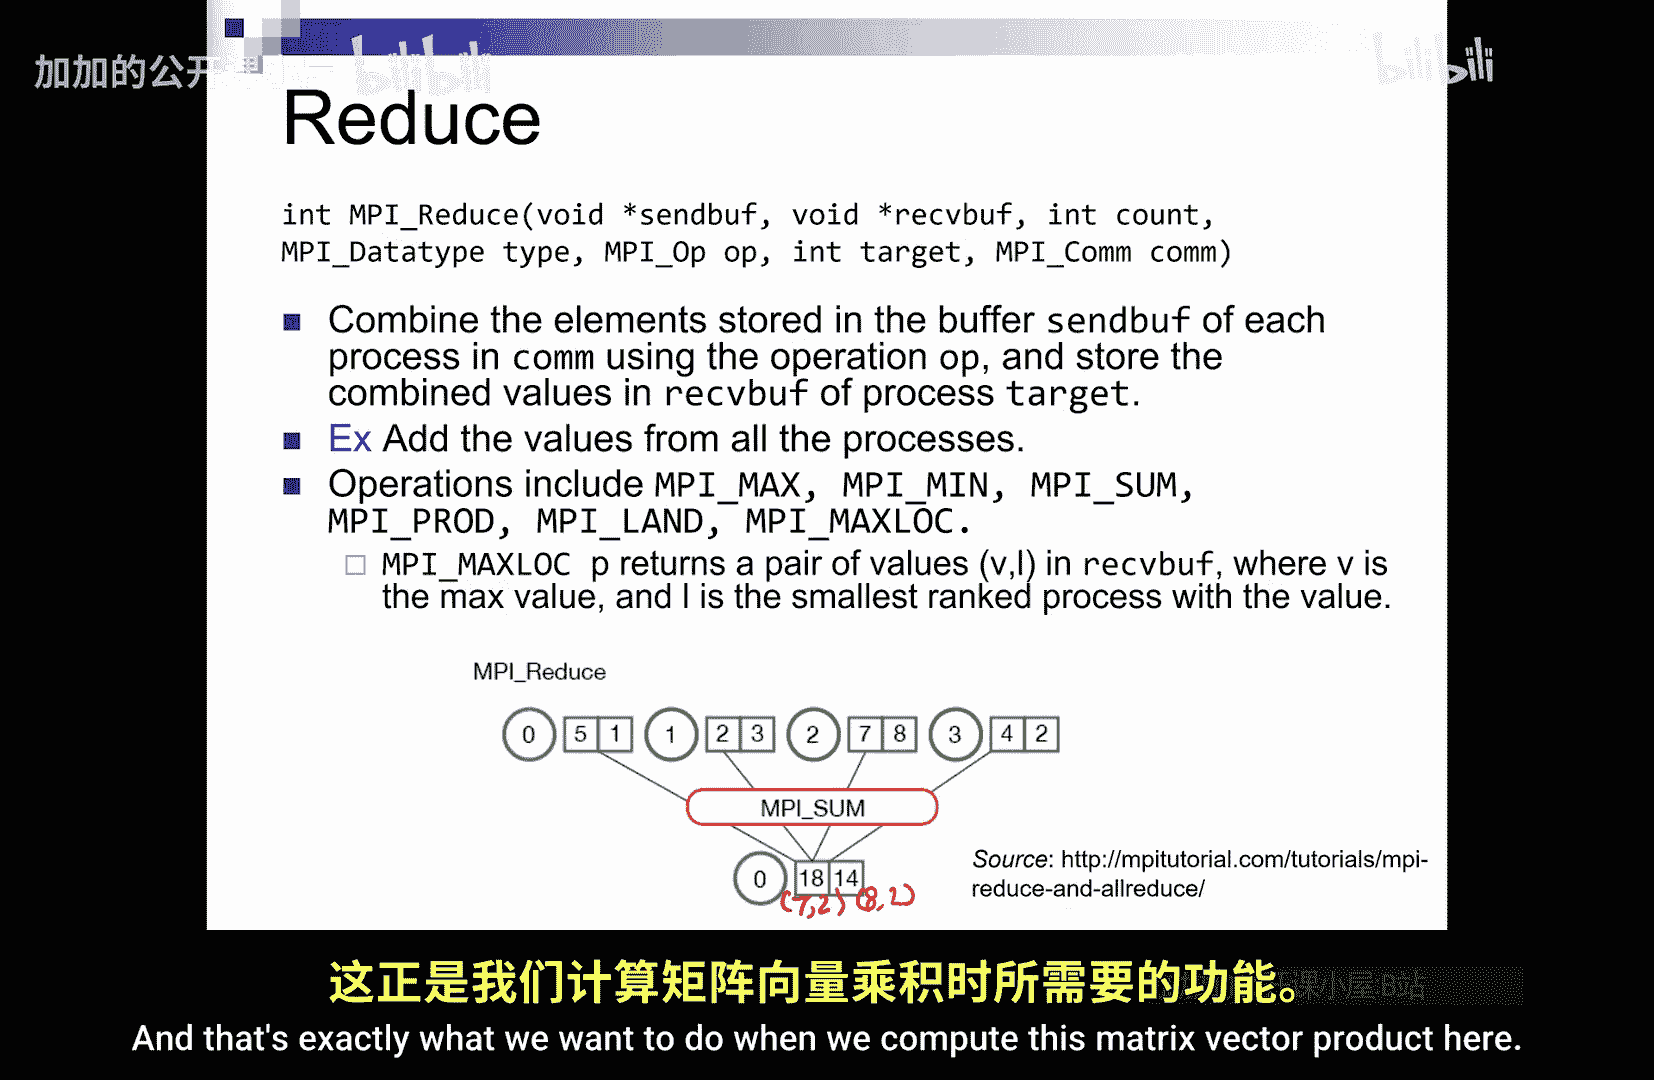 加加的公开
bilibili
bilibili
Reduce
int MPI_Reduce(void *sendbuf, void *recvbuf, int count,
MPI_Datatype type, MPI_Op op, int target, MPI_Comm comm)
Combine the elements stored in the buffer sendbuf of each
process in comm using the operation op, and store the
combined values in recvbuf of process target.
Ex Add the values from all the processes.
Operations include MPI_MAX, MPI_MIN, MPI_SUM,
MPI_PROD, MPI_LAND, MPI_MAXLOC.
MPI_MAXLOC p returns a pair of values (v,l) in recvbuf, where v is
the max value, and l is the smallest ranked process with the value.
MPI_Reduce
0 5 1 1 2 3 2 7 8 3 4 2
MPI_SUM
0 18 14
(7,2) (8,2)
Source: http://mpitutorial.com/tutorials/mpi-
reduce-and-allreduce/
这正是我们计算矩阵向量乘积时所需要的功能。
课小屋 B站
And that's exactly what we want to do when we compute this matrix vector product here.